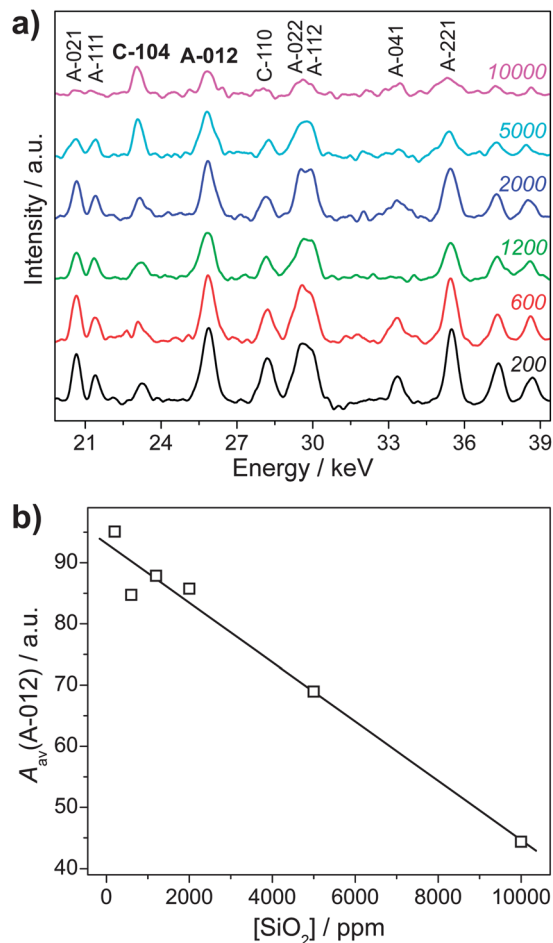 a)
A-021
A-111
C-104
A-012
C-110
A-022
A-112
A-041
A-221
10000
5000
2000
1200
600
200
Intensity / a.u.
21 24 27 30 33 36 39
Energy / keV
b)
90
80
70
60
50
40
A_av(A-012) / a.u.
0 2000 4000 6000 8000 10000
[SiO₂] / ppm